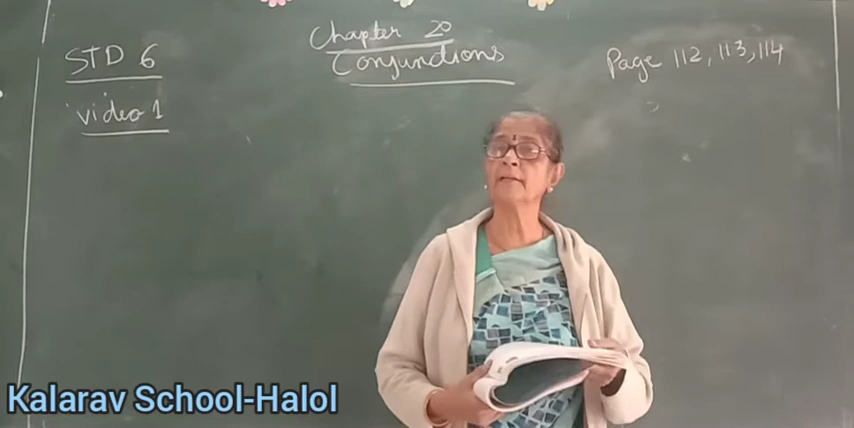 Chapter 20
STD 6
Conjunctions
Page 112, 113, 114
Video 1
Kalarav School-Halol